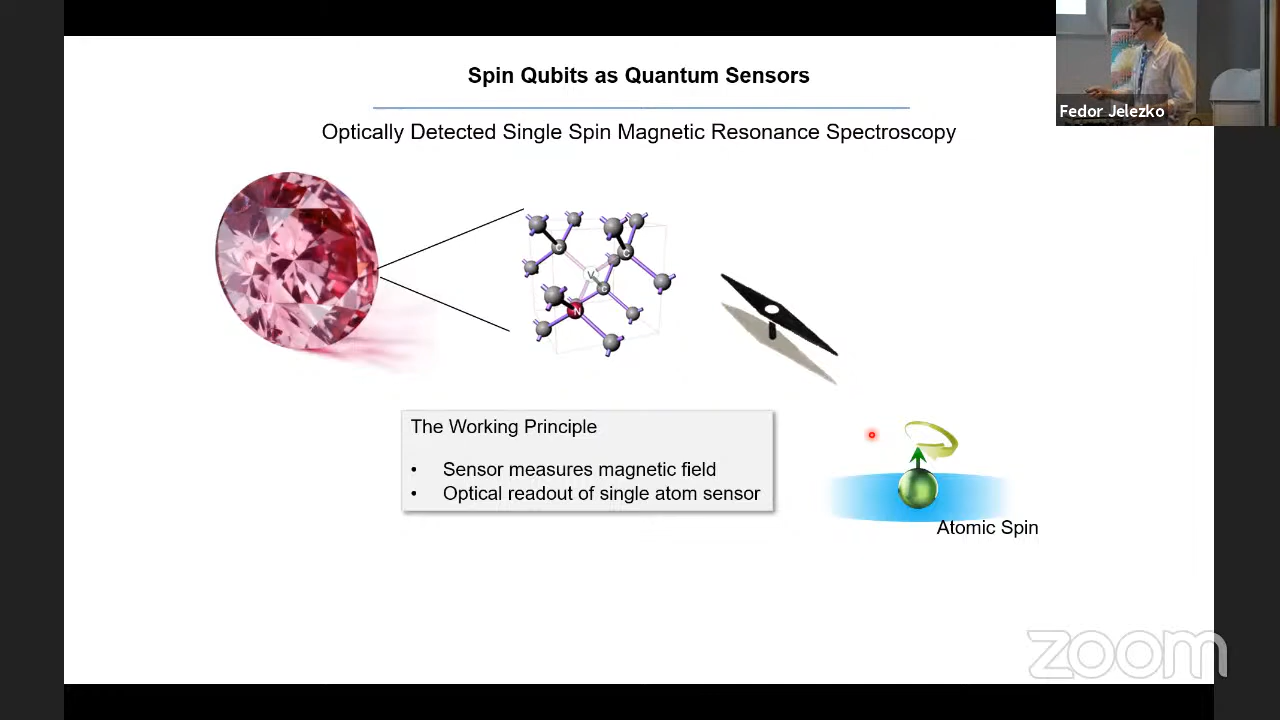 Spin Qubits as Quantum Sensors
Fedor Jelezko
Optically Detected Single Spin Magnetic Resonance Spectroscopy
C
C
V
C
N
The Working Principle
• Sensor measures magnetic field
• Optical readout of single atom sensor
Atomic Spin
zoom